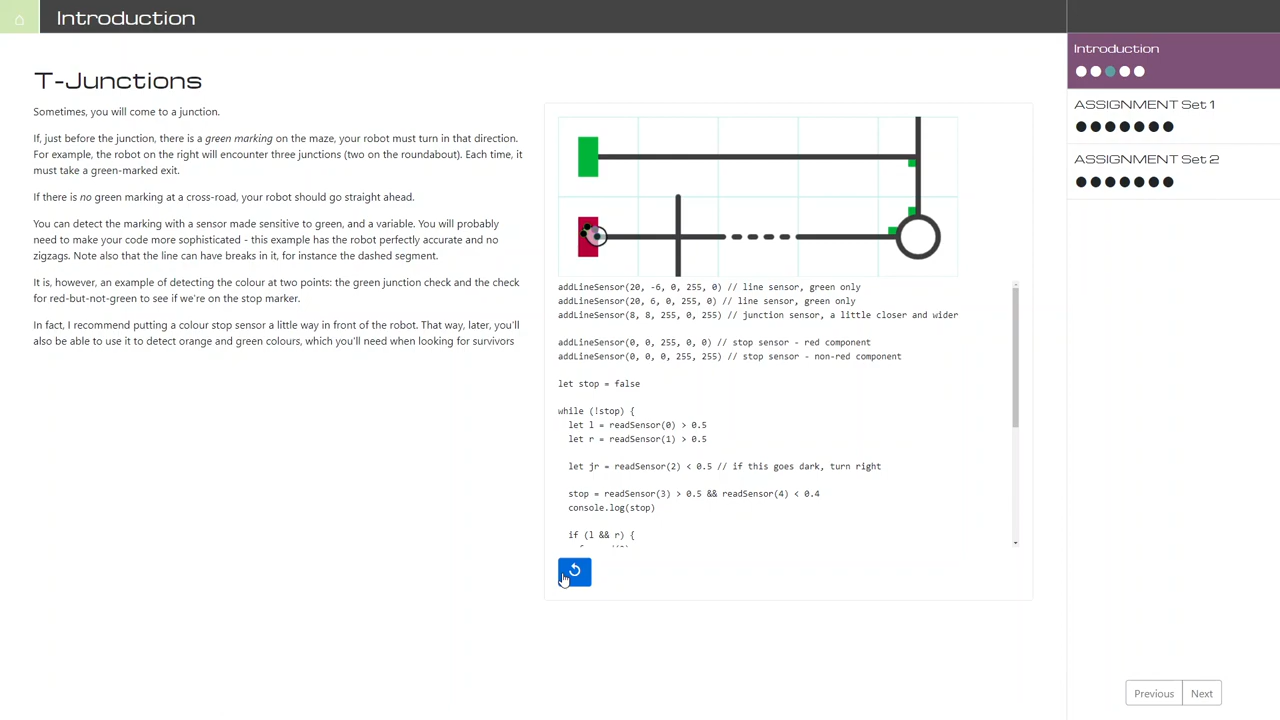 Introduction
T-Junctions
Sometimes, you will come to a junction.
If, just before the junction, there is a green marking on the maze, your robot must turn in that direction.
For example, the robot on the right will encounter three junctions (two on the roundabout). Each time, it
must take a green-marked exit.
If there is no green marking at a cross-road, your robot should go straight ahead.
You can detect the marking with a sensor made sensitive to green, and a variable. You will probably
need to make your code more sophisticated - this example has the robot perfectly accurate and no
zigzags. Note also that the line can have breaks in it, for instance the dashed segment.
It is, however, an example of detecting the colour at two points: the green junction check and the check
for red-but-not-green to see if we're on the stop marker.
In fact, I recommend putting a colour stop sensor a little way in front of the robot. That way, later, you'll
also be able to use it to detect orange and green colours, which you'll need when looking for survivors
addLineSensor(20, -6, 0, 255, 0) // line sensor, green only
addLineSensor(20, 6, 0, 255, 0) // line sensor, green only
addLineSensor(8, 8, 255, 0, 255) // junction sensor, a little closer and wider
addLineSensor(0, 0, 255, 0, 0) // stop sensor - red component
addLineSensor(0, 0, 0, 255, 255) // stop sensor - non-red component
let stop = false
while (!stop) {
let l = readSensor(0) > 0.5
let r = readSensor(1) > 0.5
let jr = readSensor(2) < 0.5 // if this goes dark, turn right
stop = readSensor(3) > 0.5 && readSensor(4) < 0.4
console.log(stop)
if (l && r) {
Introduction
ASSIGNMENT Set 1
ASSIGNMENT Set 2
Previous
Next